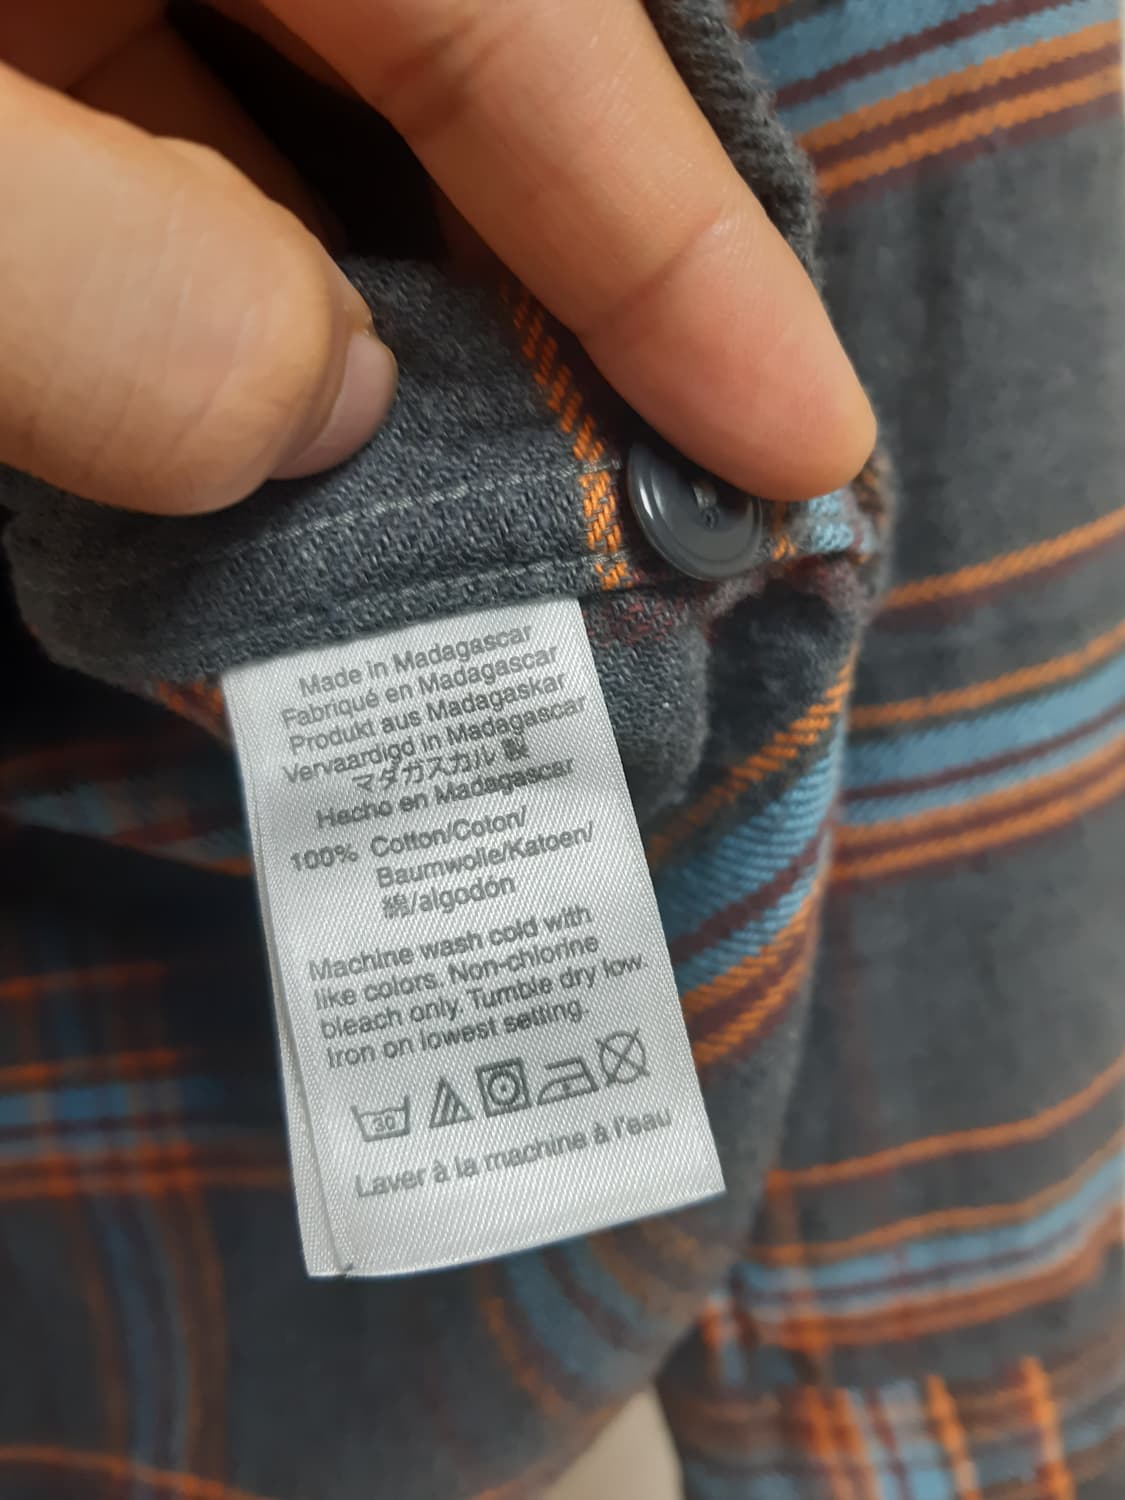 Made in Madagascar
Fabriqué en Madagascar
Produkt aus Madagaskar
Vervaardigd in Madagascar
マダガスカル製
Hecho en Madagascar
100% Cotton/Coton/
Baumwolle/Katoen/
綿/algodón
Machine wash cold with
like colors. Non-chlorine
bleach only. Tumble dry low.
Iron on lowest setting.
30
Laver à la machine à l'eau